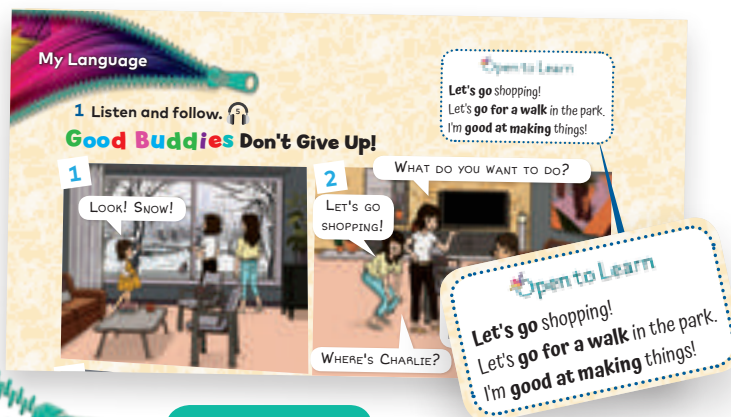 My Language
Open to Learn
Let's go shopping!
Let's go for a walk in the park.
I'm good at making things!
1 Listen and follow. 5
Good Buddies Don't Give Up!
1
LOOK! SNOW!
2
WHAT DO YOU WANT TO DO?
LET'S GO
SHOPPING!
WHERE'S CHARLIE?
Open to Learn
Let's go shopping!
Let's go for a walk in the park.
I'm good at making things!